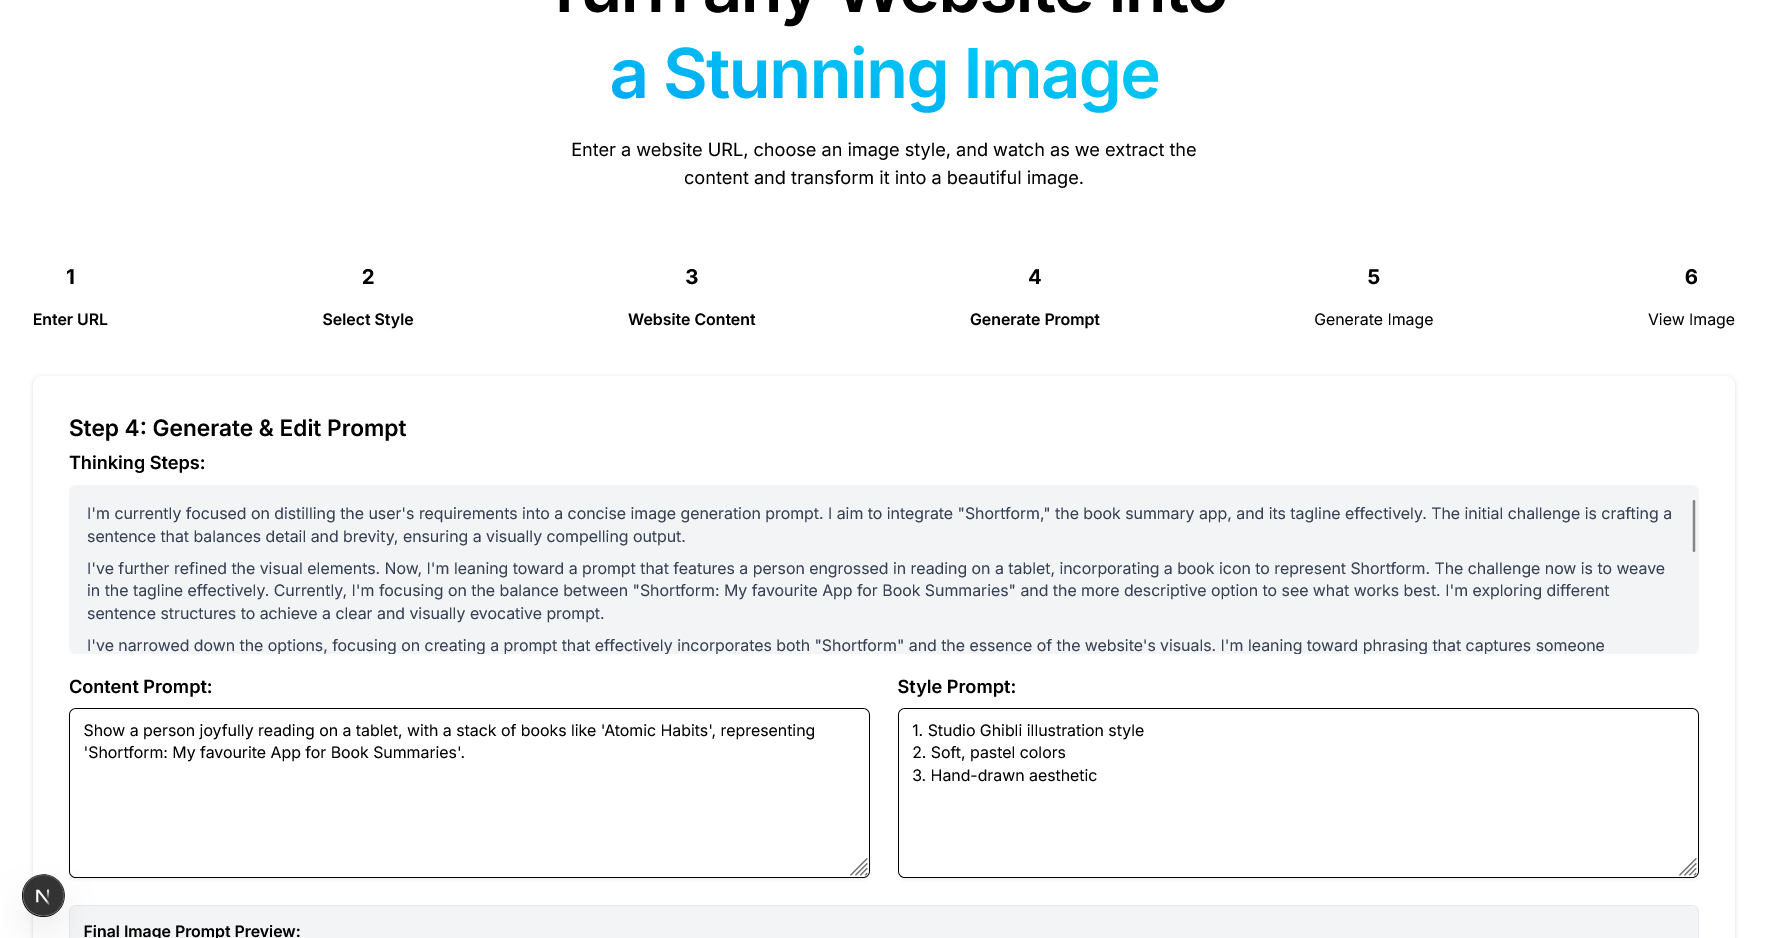 Turn any Website into
a Stunning Image
Enter a website URL, choose an image style, and watch as we extract the
content and transform it into a beautiful image.
1
Enter URL
2
Select Style
3
Website Content
4
Generate Prompt
5
Generate Image
6
View Image
Step 4: Generate & Edit Prompt
Thinking Steps:
I'm currently focused on distilling the user's requirements into a concise image generation prompt. I aim to integrate "Shortform," the book summary app, and its tagline effectively. The initial challenge is crafting a
sentence that balances detail and brevity, ensuring a visually compelling output.
I've further refined the visual elements. Now, I'm leaning toward a prompt that features a person engrossed in reading on a tablet, incorporating a book icon to represent Shortform. The challenge now is to weave
in the tagline effectively. Currently, I'm focusing on the balance between "Shortform: My favourite App for Book Summaries" and the more descriptive option to see what works best. I'm exploring different
sentence structures to achieve a clear and visually evocative prompt.
I've narrowed down the options, focusing on creating a prompt that effectively incorporates both "Shortform" and the essence of the website's visuals. I'm leaning toward phrasing that captures someone
Content Prompt:
Show a person joyfully reading on a tablet, with a stack of books like 'Atomic Habits', representing
'Shortform: My favourite App for Book Summaries'.
Style Prompt:
1. Studio Ghibli illustration style
2. Soft, pastel colors
3. Hand-drawn aesthetic
N
Final Image Prompt Preview: